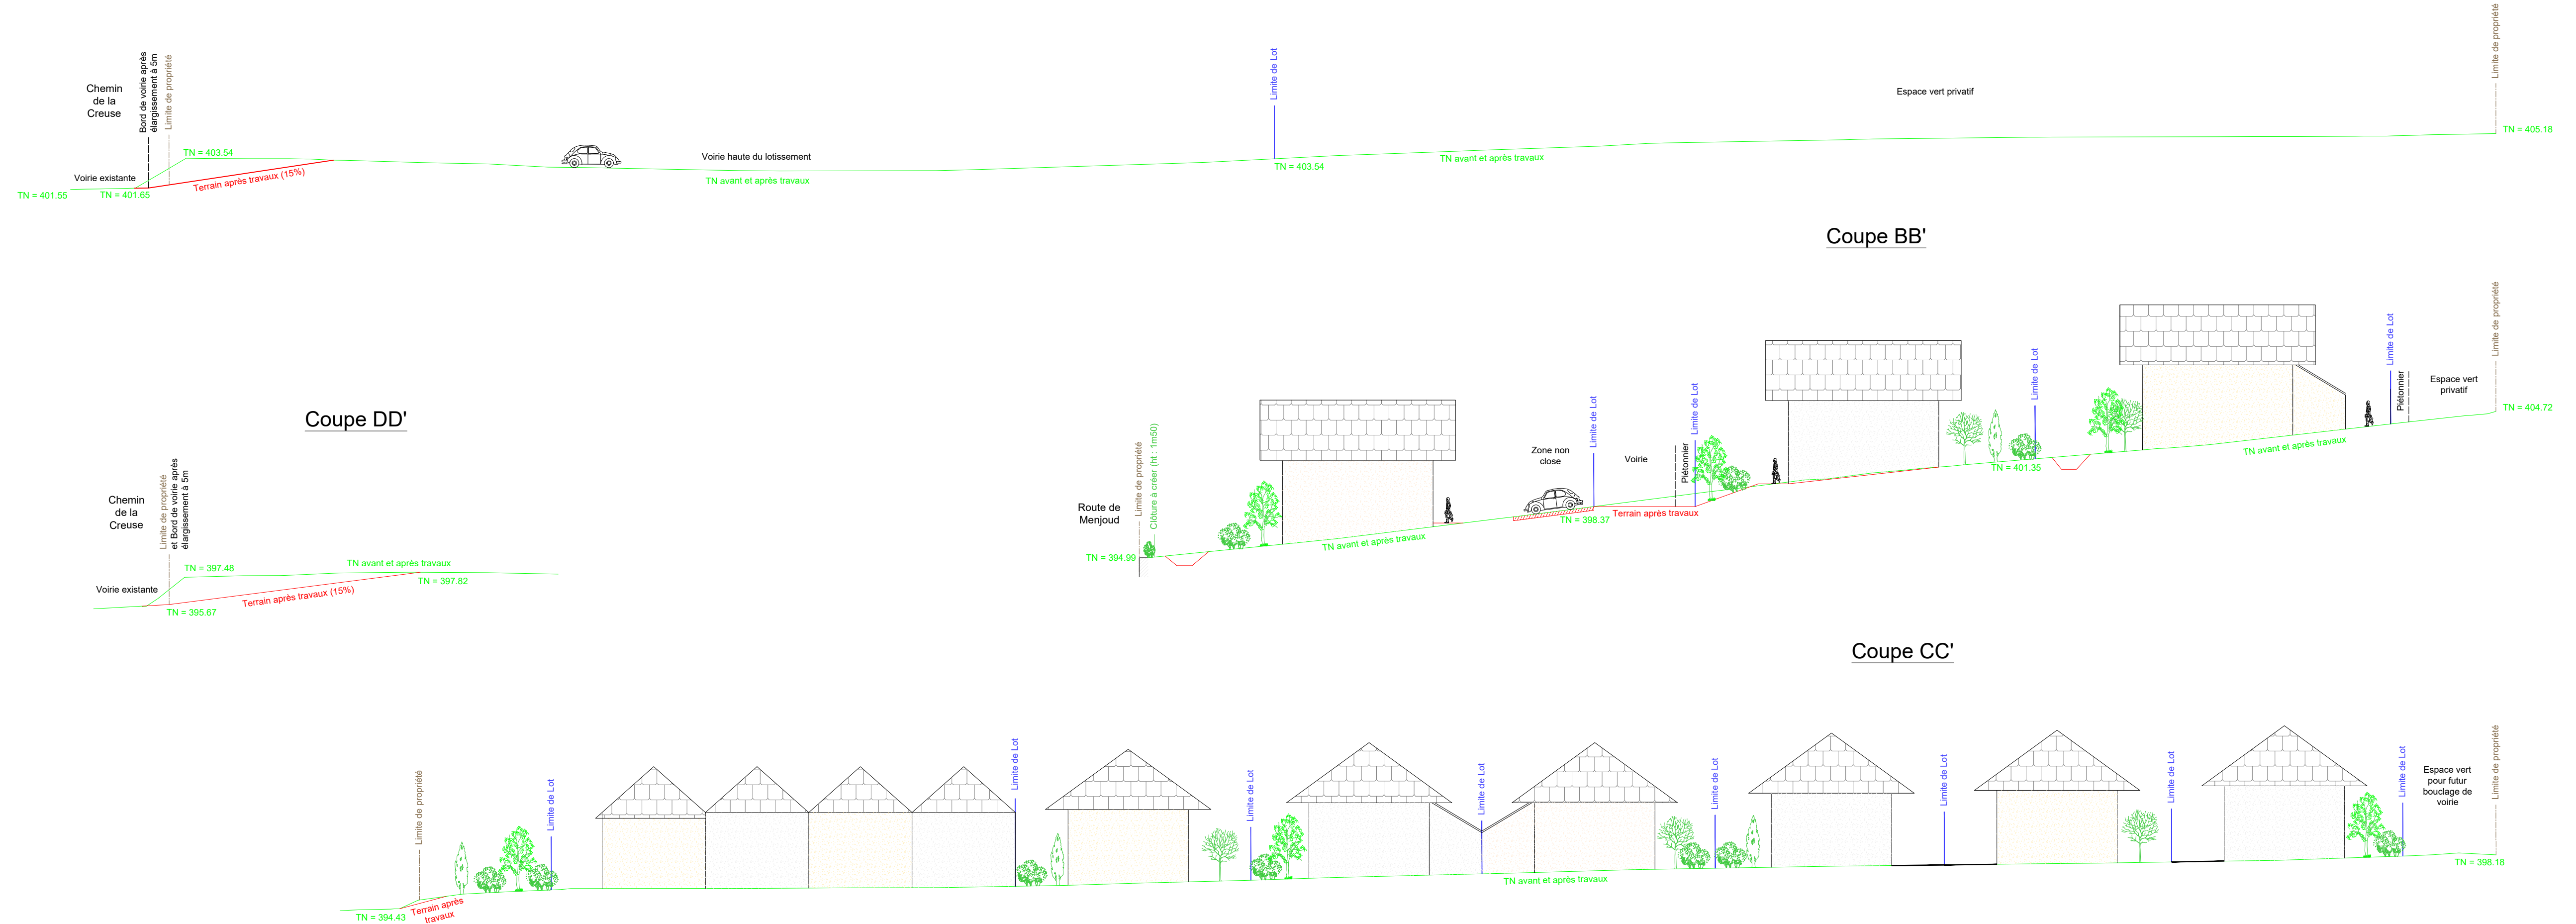 Chemin
de la
Creuse
Bord de voirie après
élargissement à 5m
Limite de propriété
Limite de Lot
Espace vert privatif
Limite de propriété
TN = 403.54
Voirie haute du lotissement
TN = 405.18
Voirie existante
Terrain après travaux (15%)
TN avant et après travaux
TN = 403.54
TN avant et après travaux
TN = 401.55
TN = 401.65
Coupe BB'
Route de
Menjoud
Limite de propriété
Clôture à créer (ht : 1m50)
TN = 394.99
TN avant et après travaux
Zone non
close
Limite de Lot
TN = 398.37
Voirie
Terrain après travaux
Piétonnier
Limite de Lot
Limite de Lot
TN = 401.35
TN avant et après travaux
Limite de Lot
Piétonnier
Espace vert
privatif
Limite de propriété
TN = 404.72
Coupe DD'
Chemin
de la
Creuse
Limite de propriété
et Bord de voirie après
élargissement à 5m
TN = 397.48
TN avant et après travaux
TN = 397.82
Voirie existante
Terrain après travaux (15%)
TN = 395.67
Coupe CC'
Limite de propriété
Limite de Lot
Limite de Lot
Limite de Lot
Limite de Lot
Limite de Lot
Limite de Lot
Limite de Lot
Limite de Lot
Espace vert
pour futur
bouclage de
voirie
Limite de propriété
TN = 398.18
TN avant et après travaux
TN = 394.43
Terrain après
travaux